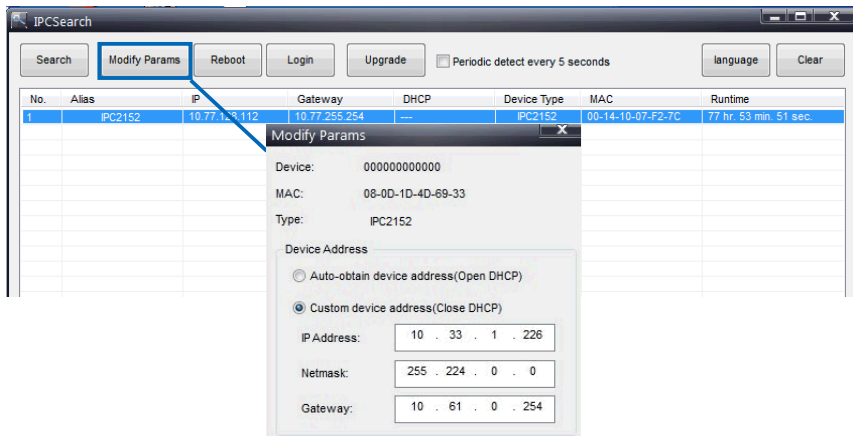 IPCSearch
Search Modify Params Reboot Login Upgrade Periodic detect every 5 seconds language Clear
No. Alias IP Gateway DHCP Device Type MAC Runtime
1 IPC2152 10.77.128.112 10.77.255.254 --- IPC2152 00-14-10-07-F2-7C 77 hr. 53 min. 51 sec.
Modify Params X
Device: 000000000000
MAC: 08-0D-1D-4D-69-33
Type: IPC2152
Device Address
Auto-obtain device address(Open DHCP)
Custom device address(Close DHCP)
IP Address: 10 . 33 . 1 . 226
Netmask: 255 . 224 . 0 . 0
Gateway: 10 . 61 . 0 . 254